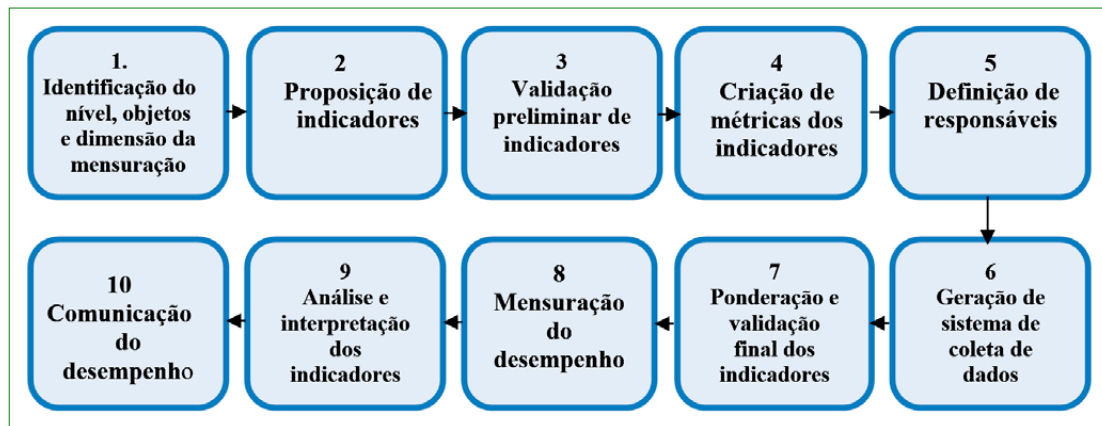 1.
Identificação do
nível, objetos
e dimensão da
mensuração
2
Proposição de
indicadores
3
Validação
preliminar de
indicadores
4
Criação de
métricas dos
indicadores
5
Definição de
responsáveis
6
Geração de
sistema de
coleta de
dados
7
Ponderação e
validação
final dos
indicadores
8
Mensuração
do
desempenho
9
Análise e
interpretação
dos
indicadores
10
Comunicação
do
desempenho